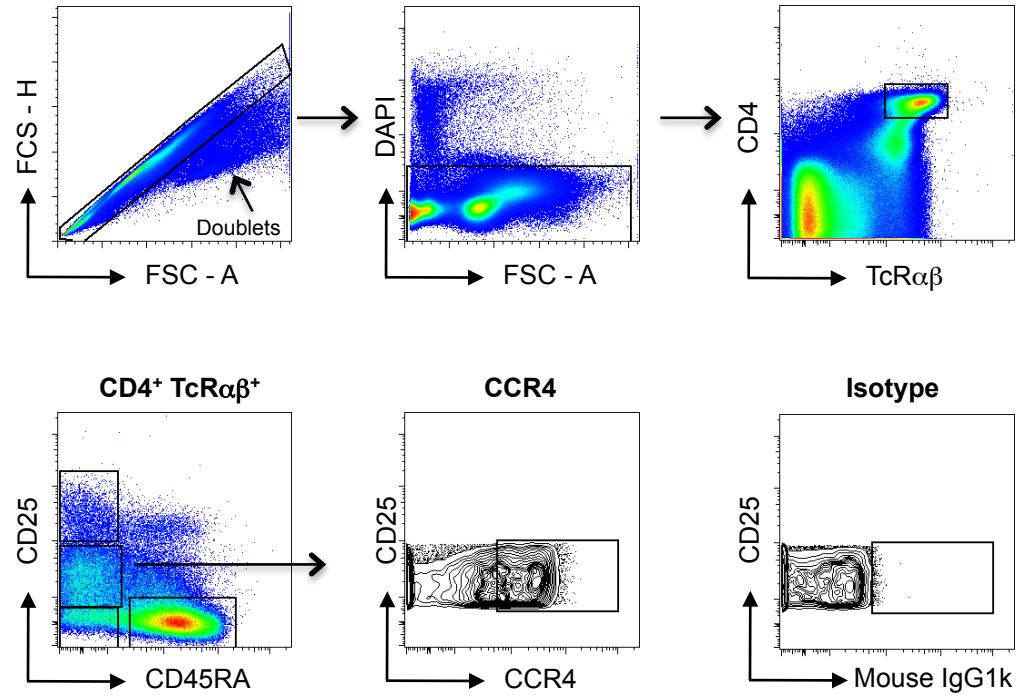 FCS - H
Doublets
FSC - A
DAPI
FSC - A
CD4
TcRαβ
CD4⁺ TcRαβ⁺
CD25
CD45RA
CCR4
CD25
CCR4
Isotype
CD25
Mouse IgG1k